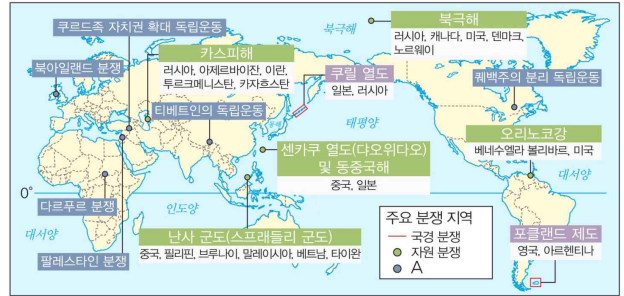 쿠르드족 자치권 확대 독립운동
북극해
북극해
러시아, 캐나다, 미국, 덴마크,
노르웨이
북아일랜드 분쟁
카스피해
러시아, 아제르바이잔, 이란,
투르크메니스탄, 카자흐스탄
쿠릴 열도
일본, 러시아
퀘백주의 분리 독립운동
티베트인의 독립운동
태평양
오리노코강
베네수엘라 볼리바르, 미국
센카쿠 열도(댜오위다오)
및 동중국해
중국, 일본
대서양
0°
다르푸르 분쟁
인도양
대서양
난사 군도(스프래틀리 군도)
중국, 필리핀, 브루나이, 말레이시아, 베트남, 타이완
팔레스타인 분쟁
주요 분쟁 지역
국경 분쟁
자원 분쟁
A
포클랜드 제도
영국, 아르헨티나